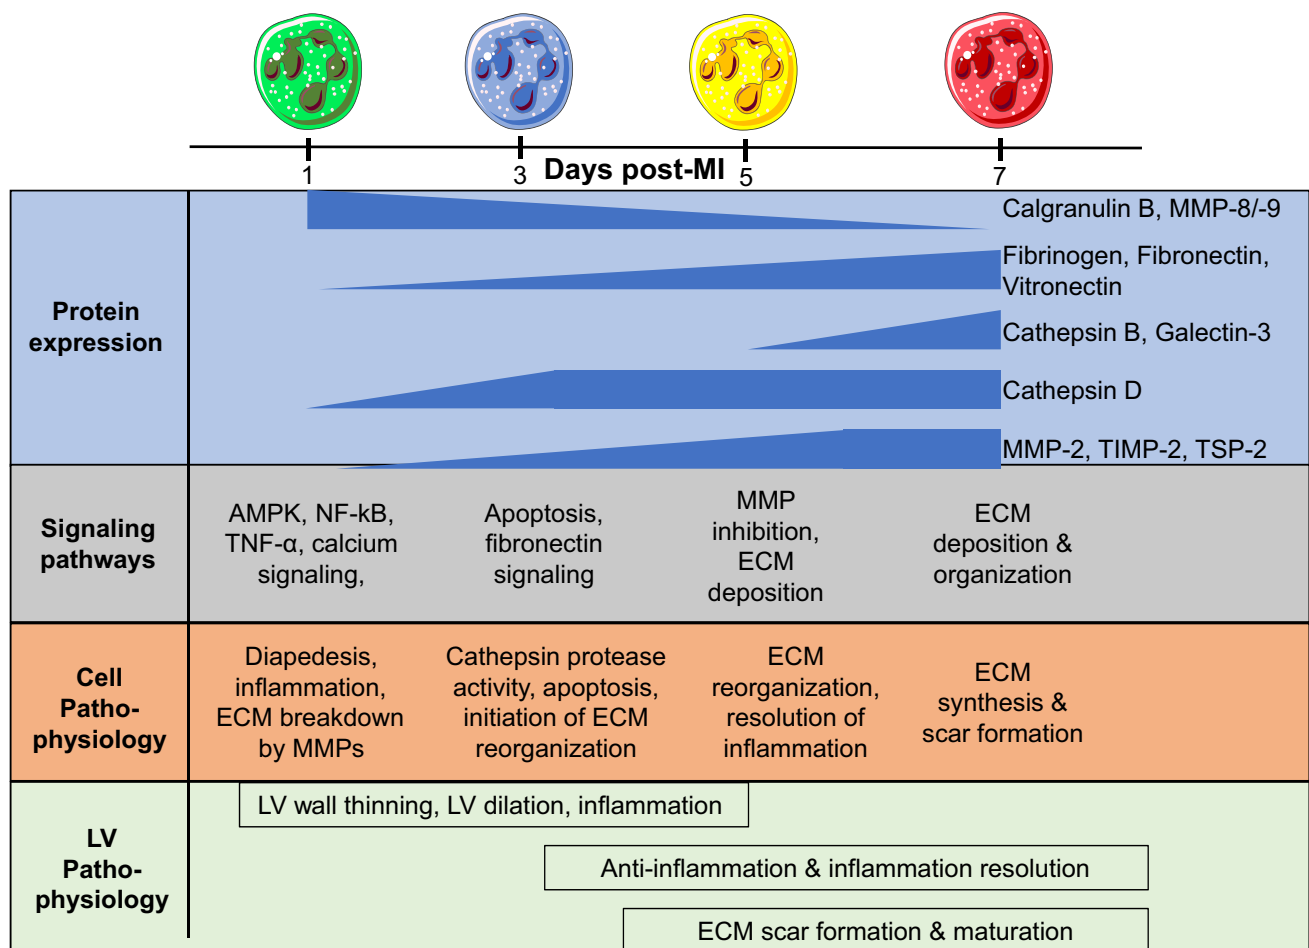 1
3
Days post-MI
5
7
Protein
expression
Calgranulin B, MMP-8/-9
Fibrinogen, Fibronectin,
Vitronectin
Cathepsin B, Galectin-3
Cathepsin D
MMP-2, TIMP-2, TSP-2
Signaling
pathways
AMPK, NF-kB,
TNF-α, calcium
signaling,
Apoptosis,
fibronectin
signaling
MMP
inhibition,
ECM
deposition
ECM
deposition &
organization
Cell
Patho-
physiology
Diapedesis,
inflammation,
ECM breakdown
by MMPs
Cathepsin protease
activity, apoptosis,
initiation of ECM
reorganization
ECM
reorganization,
resolution of
inflammation
ECM
synthesis &
scar formation
LV
Patho-
physiology
LV wall thinning, LV dilation, inflammation
Anti-inflammation & inflammation resolution
ECM scar formation & maturation